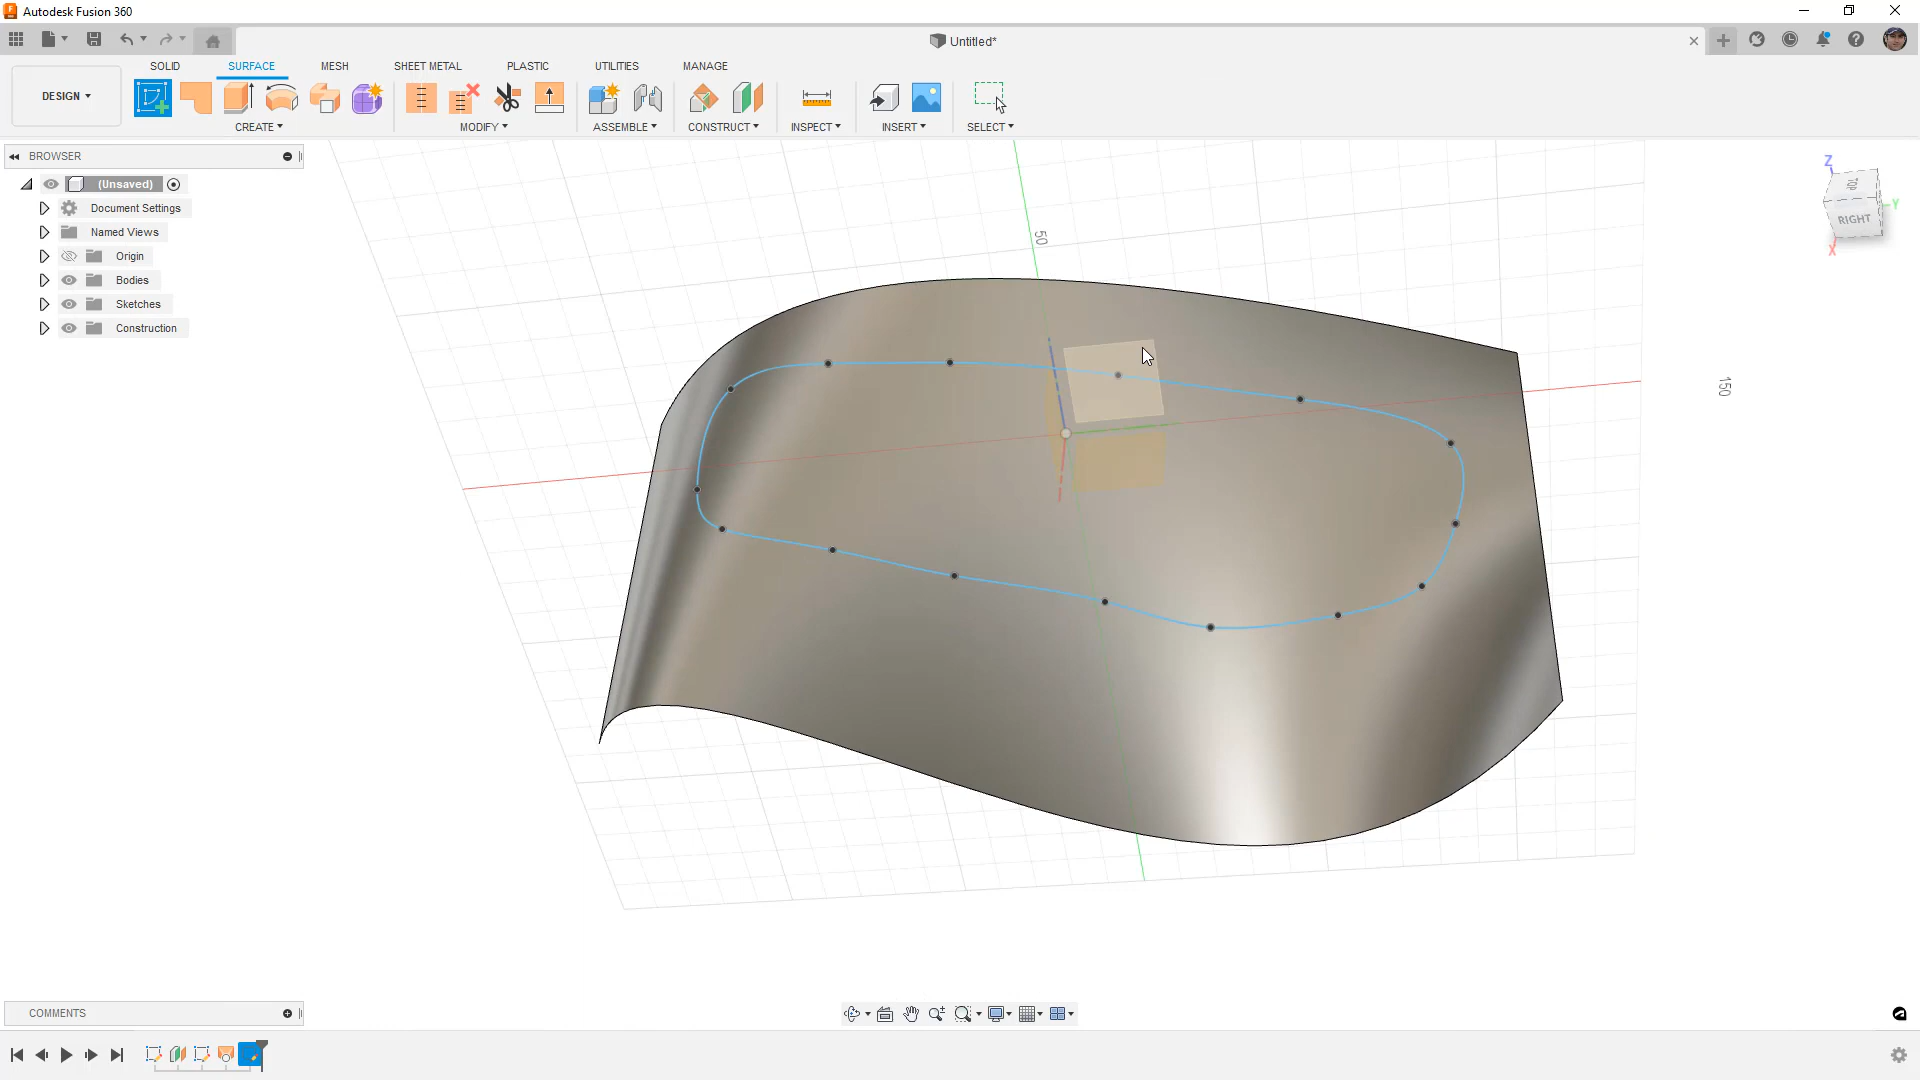 Autodesk Fusion 360
Untitled*
SOLID SURFACE MESH SHEET METAL PLASTIC UTILITIES MANAGE
DESIGN
CREATE MODIFY ASSEMBLE CONSTRUCT INSPECT INSERT SELECT
BROWSER
(Unsaved)
Document Settings
Named Views
Origin
Bodies
Sketches
Construction
50
150
Z
TOP
Y
RIGHT
X
COMMENTS